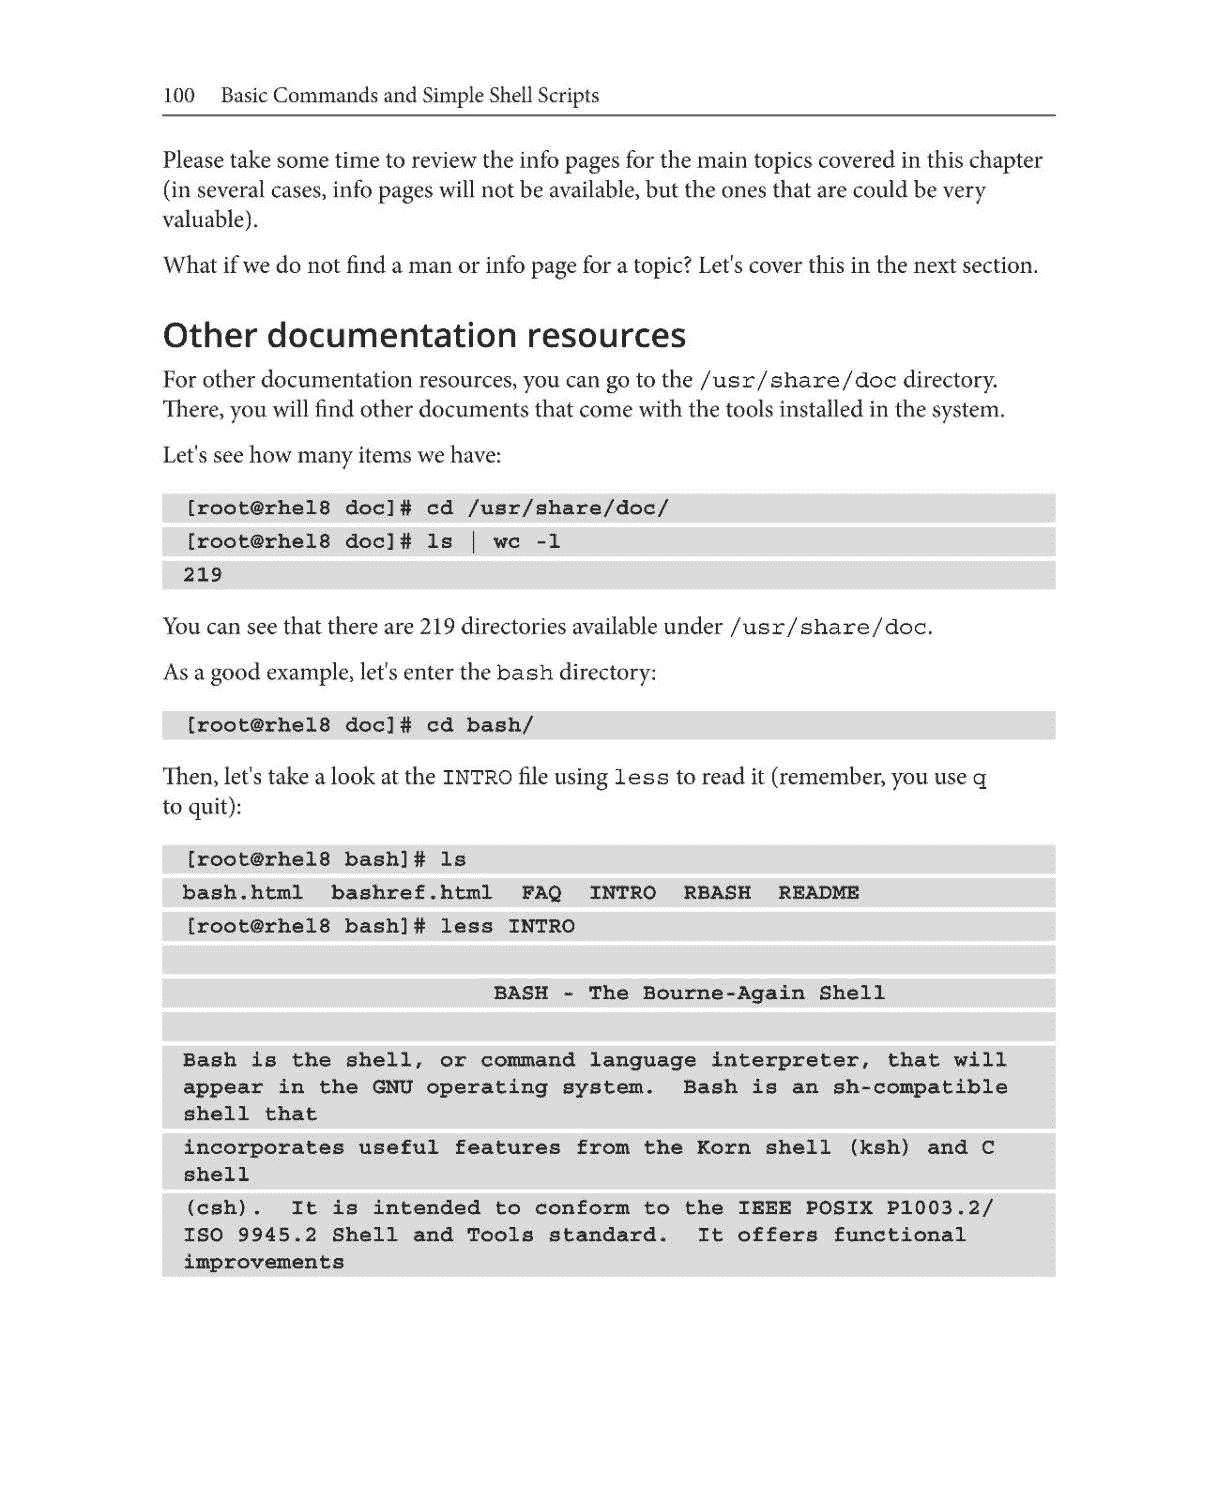 100 Basic Commands and Simple Shell Scripts
Please take some time to review the info pages for the main topics covered in this chapter
(in several cases, info pages will not be available, but the ones that are could be very
valuable).
What if we do not find a man or info page for a topic? Let's cover this in the next section.
Other documentation resources
For other documentation resources, you can go to the /usr/share/doc directory.
There, you will find other documents that come with the tools installed in the system.
Let's see how many items we have:
[root@rhel8 doc]# cd /usr/share/doc/
[root@rhel8 doc]# ls | wc -l
219
You can see that there are 219 directories available under /usr/share/doc.
As a good example, let's enter the bash directory:
[root@rhel8 doc]# cd bash/
Then, let's take a look at the INTRO file using less to read it (remember, you use q
to quit):
[root@rhel8 bash]# ls
bash.html  bashref.html  FAQ  INTRO  RBASH  README
[root@rhel8 bash]# less INTRO
BASH - The Bourne-Again Shell
Bash is the shell, or command language interpreter, that will
appear in the GNU operating system.  Bash is an sh-compatible
shell that
incorporates useful features from the Korn shell (ksh) and C
shell
(csh).  It is intended to conform to the IEEE POSIX P1003.2/
ISO 9945.2 Shell and Tools standard.  It offers functional
improvements